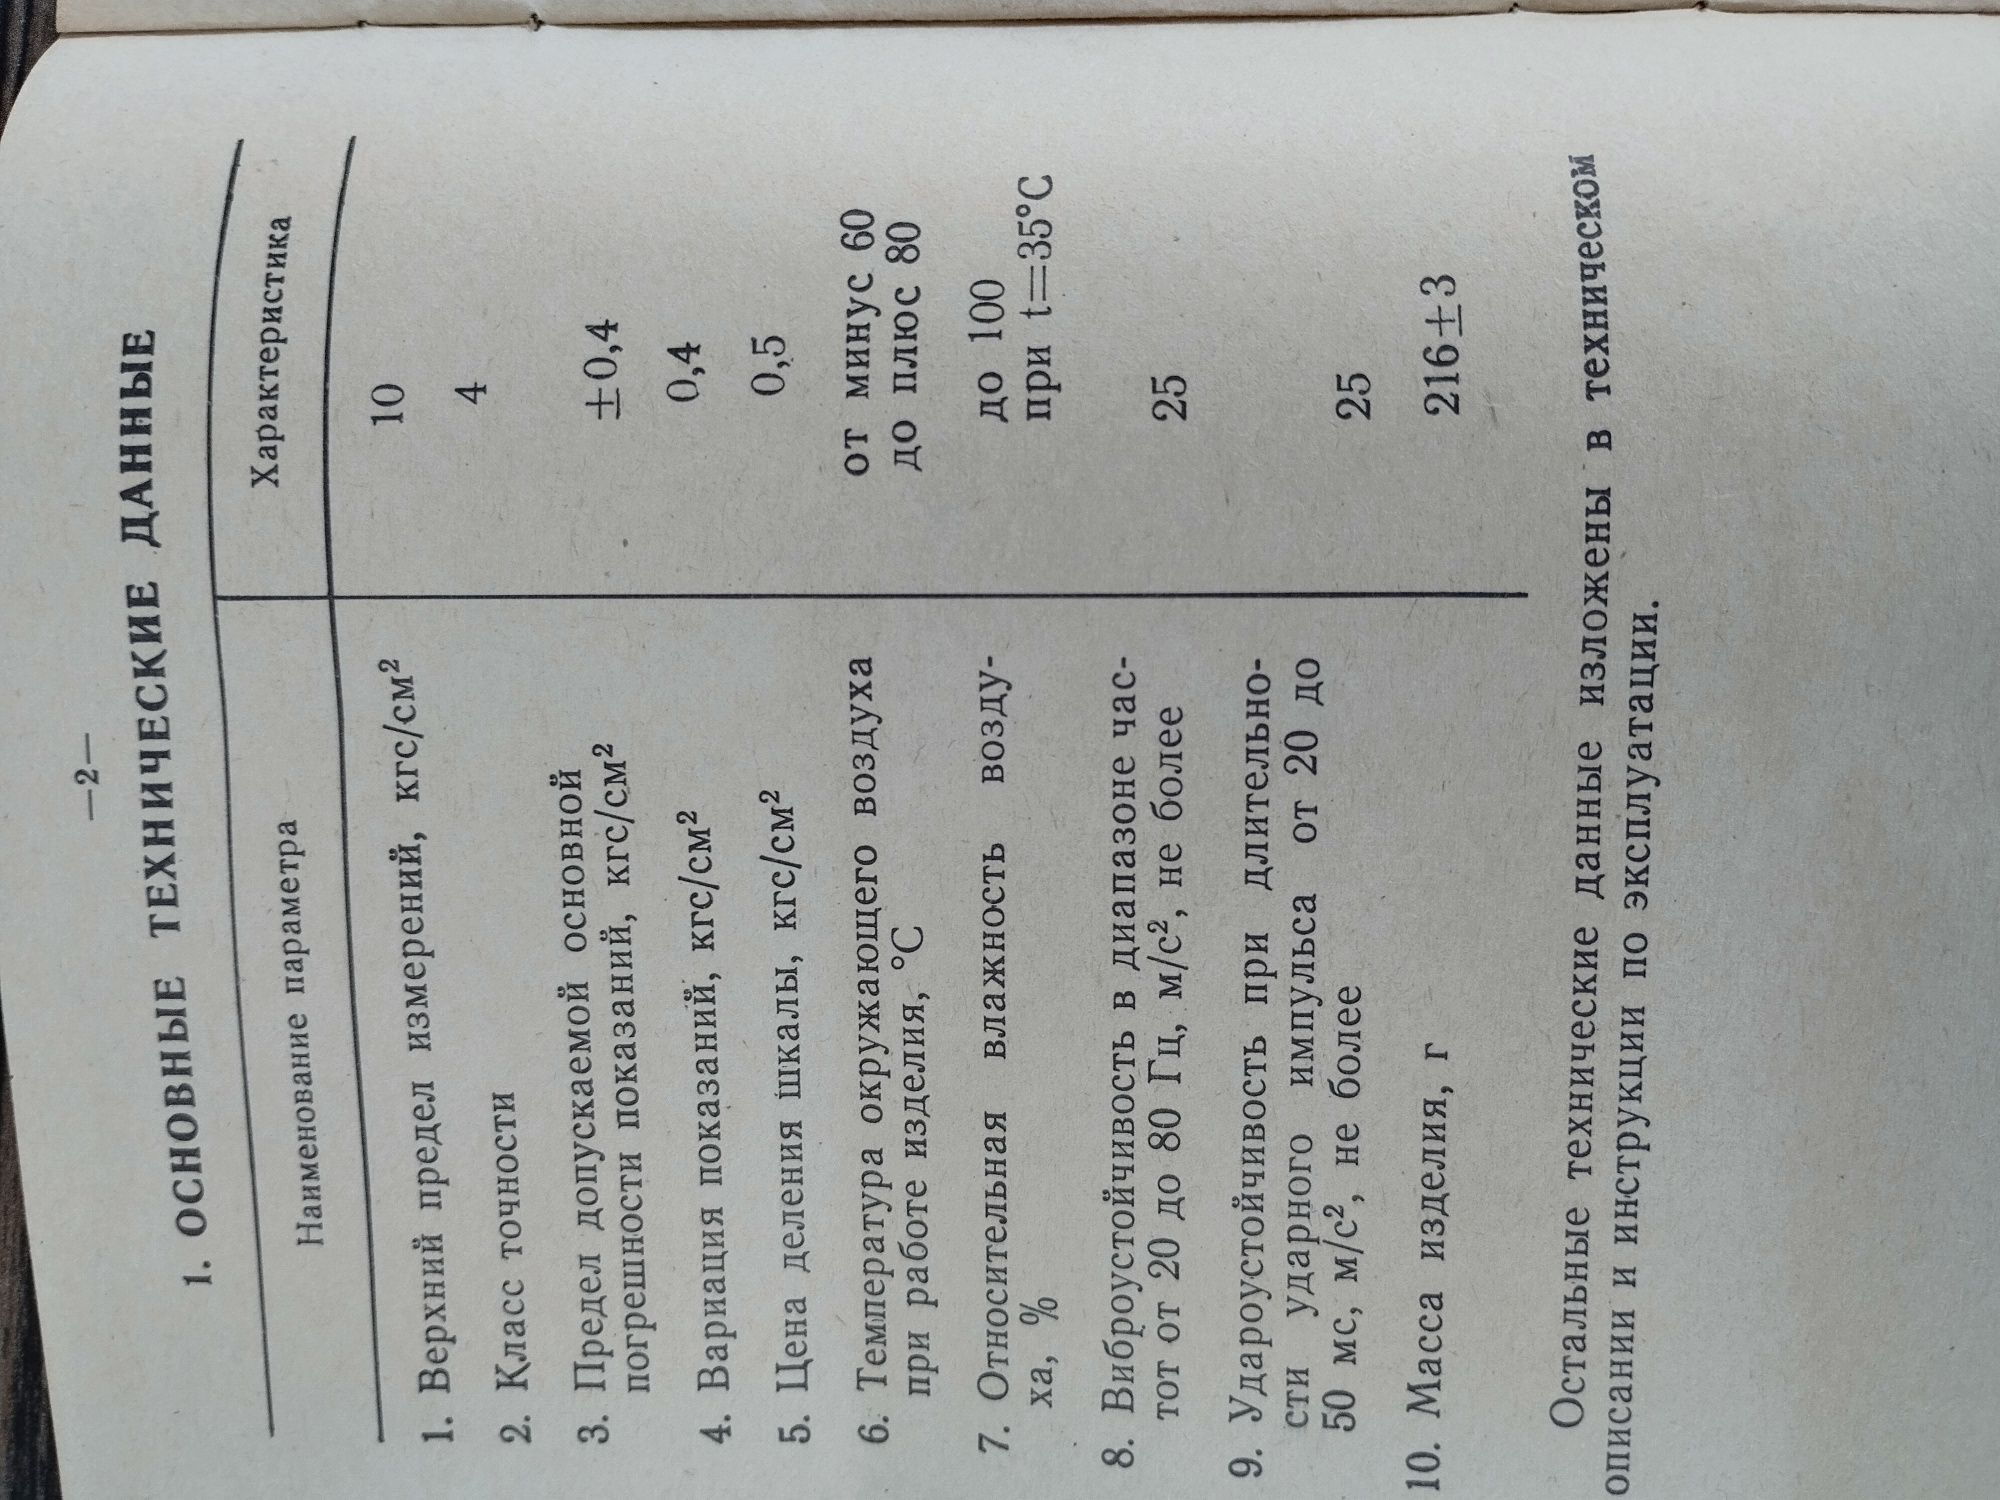 —2—
1. ОСНОВНЫЕ ТЕХНИЧЕСКИЕ ДАННЫЕ
Наименование параметра Характеристика
1. Верхний предел измерений, кгс/см² 10
2. Класс точности 4
3. Предел допускаемой основной
погрешности показаний, кгс/см² ±0,4
4. Вариация показаний, кгс/см² 0,4
5. Цена деления шкалы, кгс/см² 0,5
6. Температура окружающего воздуха от минус 60
при работе изделия, °С до плюс 80
7. Относительная влажность возду- до 100
ха, % при t=35°С
8. Виброустойчивость в диапазоне час-
тот от 20 до 80 Гц, м/с², не более 25
9. Удароустойчивость при длительно-
сти ударного импульса от 20 до
50 мс, м/с², не более 25
10. Масса изделия, г 216±3
Остальные технические данные изложены в техническом
описании и инструкции по эксплуатации.